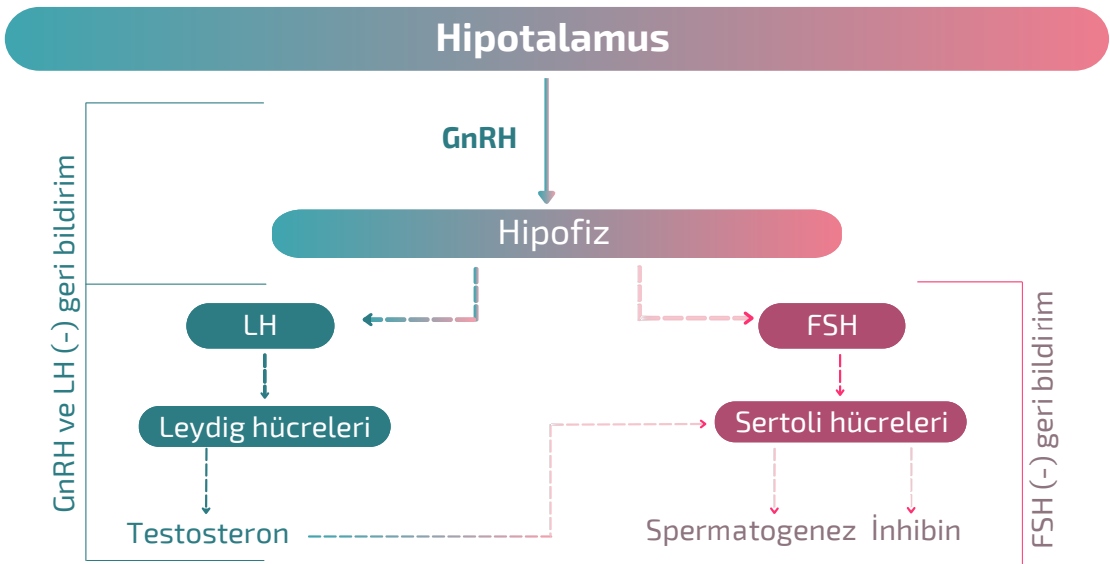 Hipotalamus
GnRH
Hipofiz
GnRH ve LH (-) geri bildirim
LH
FSH
FSH (-) geri bildirim
Leydig hücreleri
Sertoli hücreleri
Testosteron
Spermatogenez
İnhibin